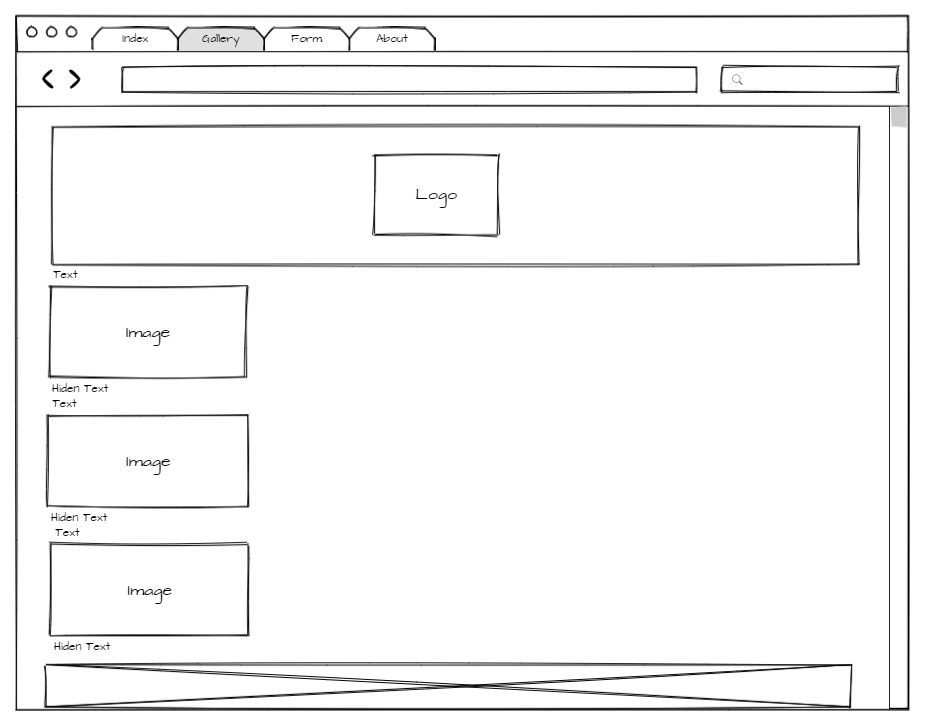 Index Gallery Form About
Logo
Text
Image
Hiden Text
Text
Image
Hiden Text
Text
Image
Hiden Text